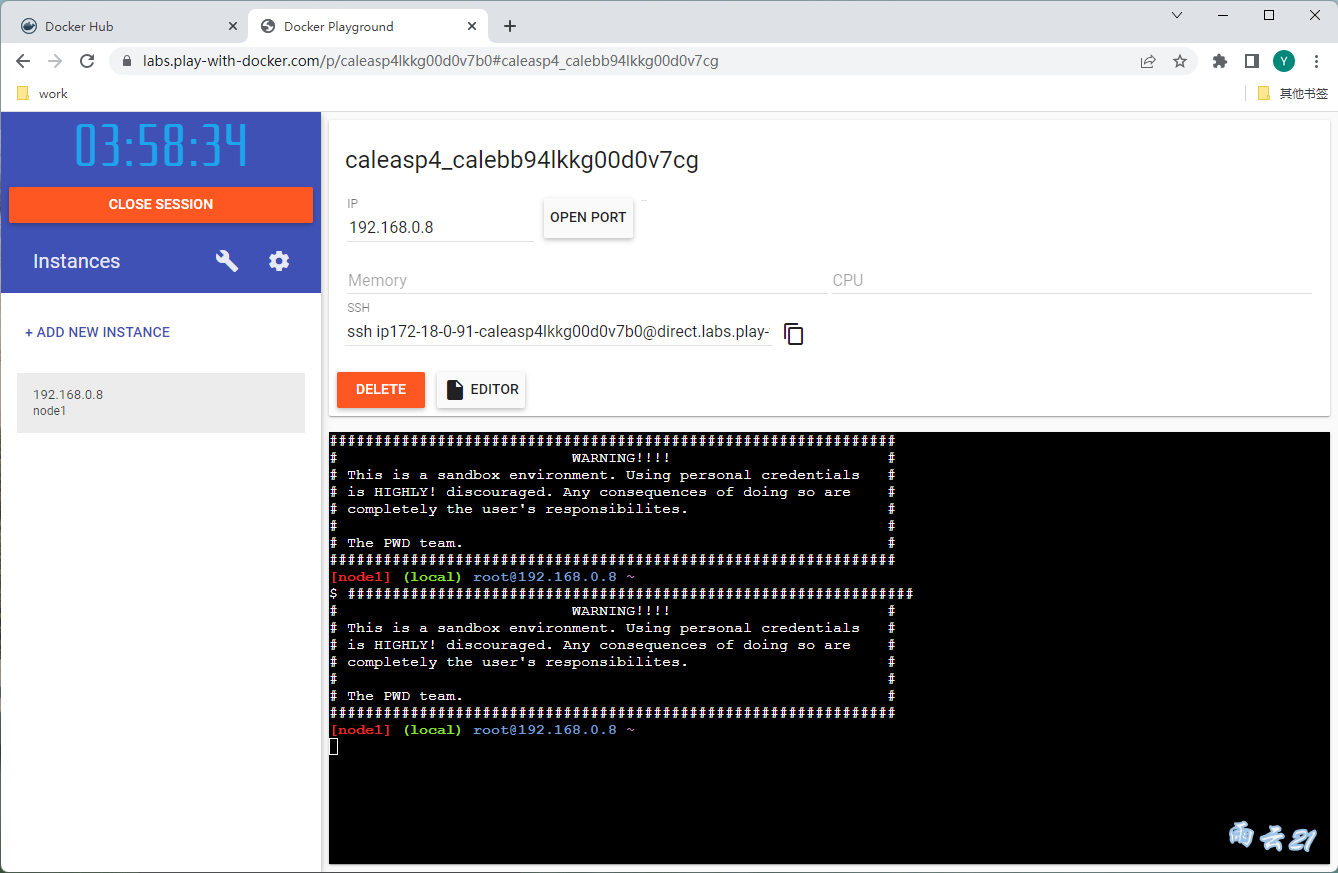 Docker Hub
Docker Playground
labs.play-with-docker.com/p/caleasp4lkkg00d0v7b0#caleasp4_calebb94lkkg00d0v7cg
Y
work
其他书签
03:58:34
CLOSE SESSION
Instances
+ ADD NEW INSTANCE
192.168.0.8
node1
caleasp4_calebb94lkkg00d0v7cg
IP
192.168.0.8
OPEN PORT
Memory
CPU
SSH
ssh ip172-18-0-91-caleasp4lkkg00d0v7b0@direct.labs.play-
DELETE
EDITOR
###############################################################
# WARNING!!!! #
# This is a sandbox environment. Using personal credentials #
# is HIGHLY! discouraged. Any consequences of doing so are #
# completely the user's responsibilites. #
# #
# The PWD team. #
###############################################################
[node1] (local) root@192.168.0.8 ~
$ ###############################################################
# WARNING!!!! #
# This is a sandbox environment. Using personal credentials #
# is HIGHLY! discouraged. Any consequences of doing so are #
# completely the user's responsibilites. #
# #
# The PWD team. #
###############################################################
[node1] (local) root@192.168.0.8 ~
雨云21